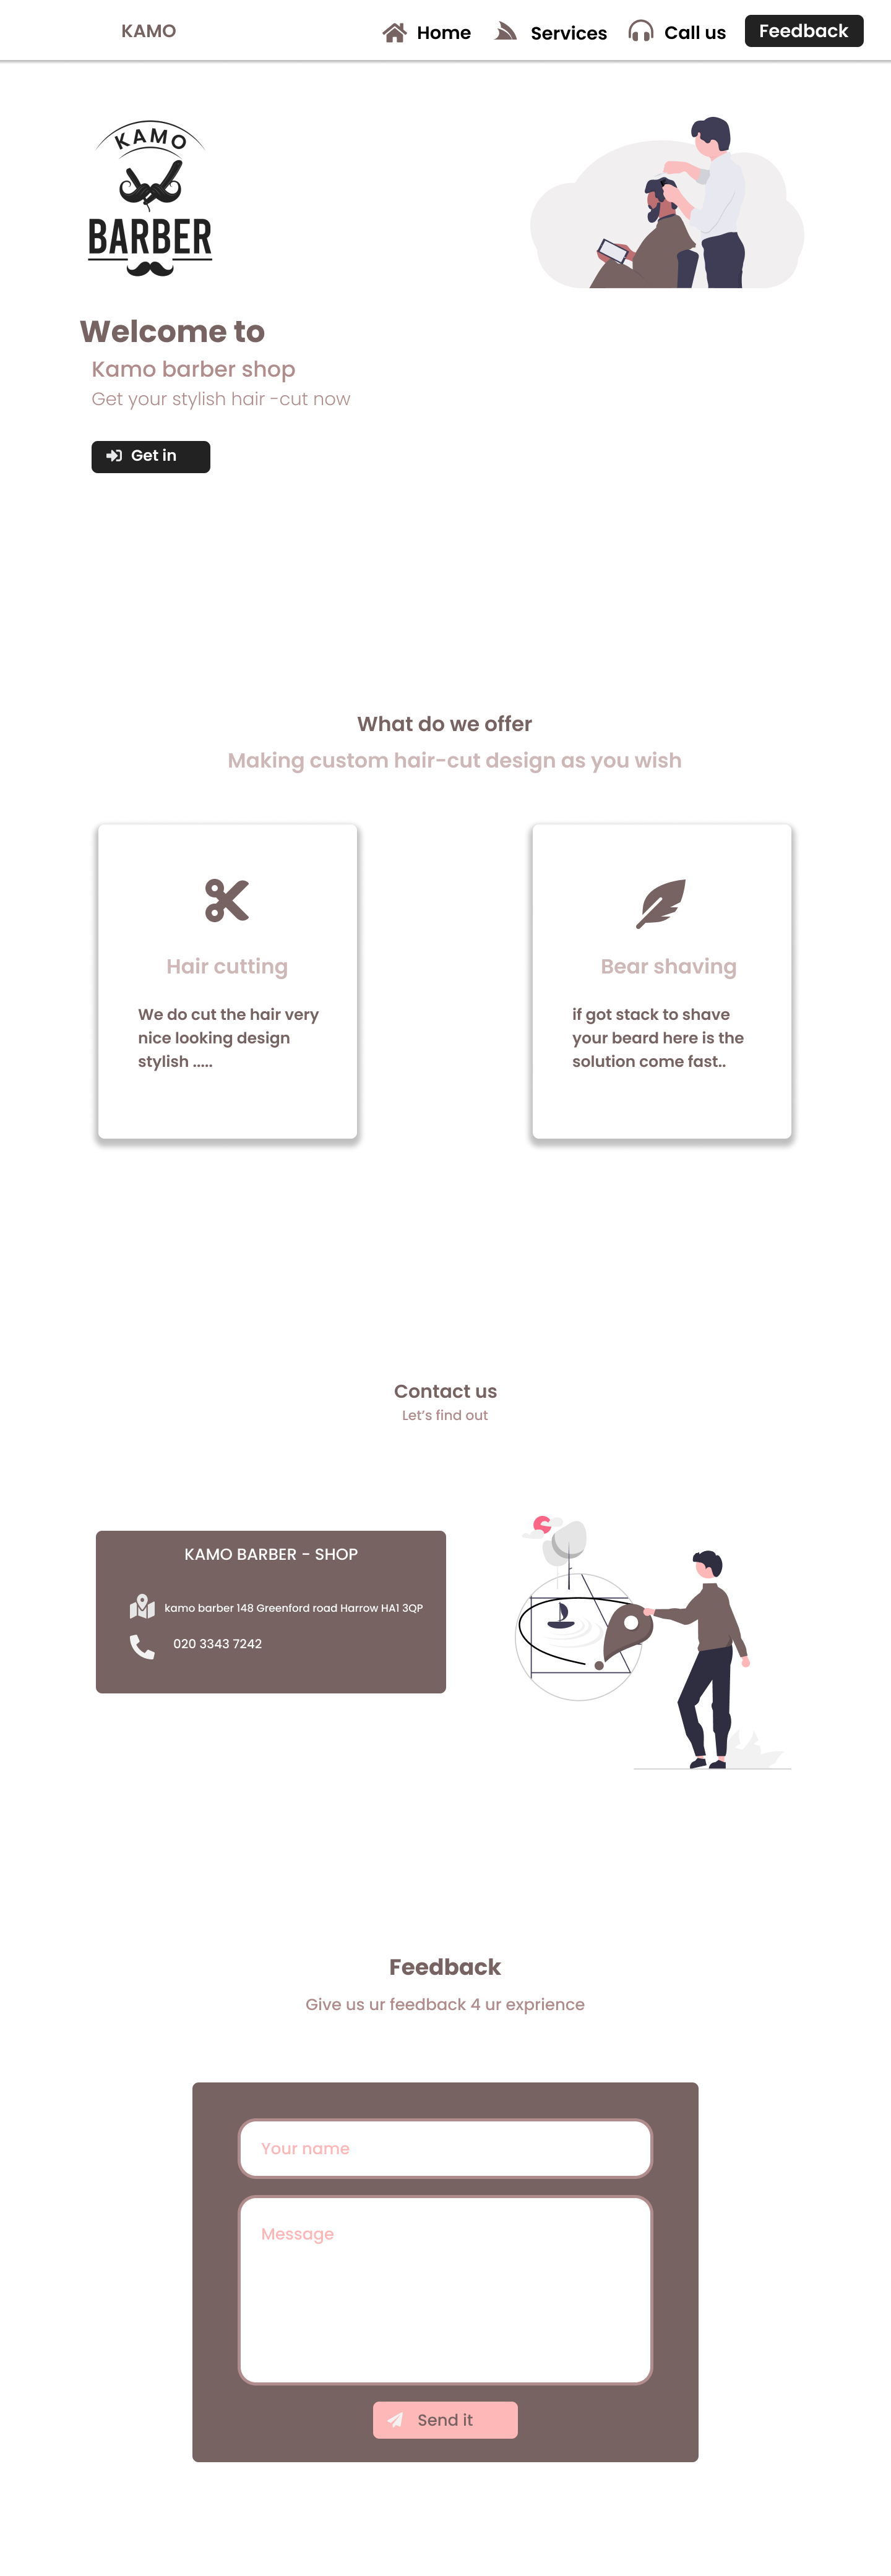 KAMO
Home
Services
Call us
Feedback
KAMO
BARBER
Welcome to
Kamo barber shop
Get your stylish hair -cut now
Get in
What do we offer
Making custom hair-cut design as you wish
Hair cutting
We do cut the hair very
nice looking design
stylish .....
Bear shaving
if got stack to shave
your beard here is the
solution come fast..
Contact us
Let's find out
KAMO BARBER - SHOP
kamo barber 148 Greenford road Harrow HA1 3QP
020 3343 7242
Feedback
Give us ur feedback 4 ur exprience
Your name
Message
Send it